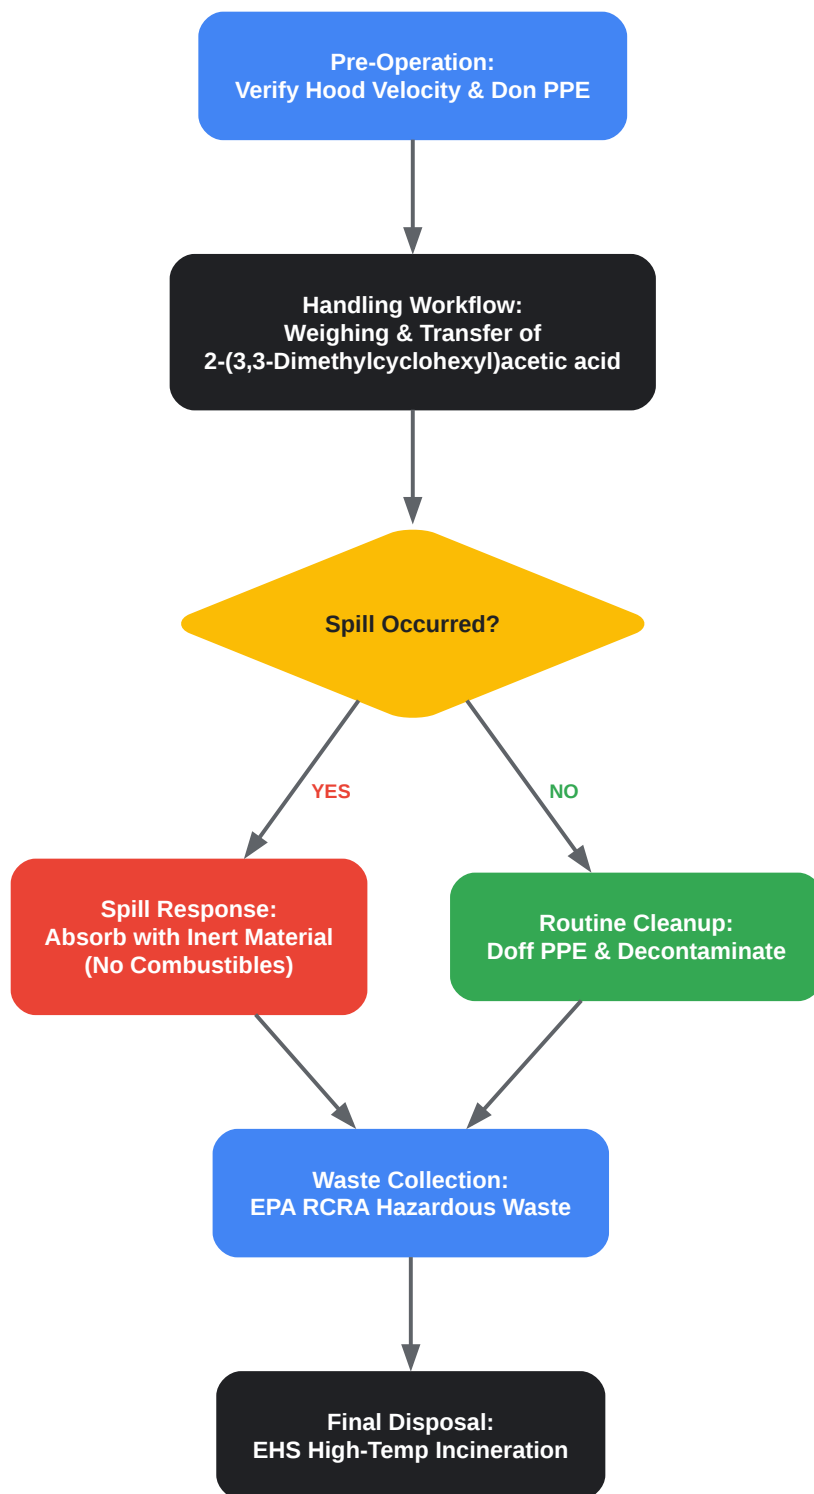 Pre-Operation:
Verify Hood Velocity & Don PPE
Handling Workflow:
Weighing & Transfer of
2-(3,3-Dimethylcyclohexyl)acetic acid
Spill Occurred?
YES
NO
Spill Response:
Absorb with Inert Material
(No Combustibles)
Routine Cleanup:
Doff PPE & Decontaminate
Waste Collection:
EPA RCRA Hazardous Waste
Final Disposal:
EHS High-Temp Incineration